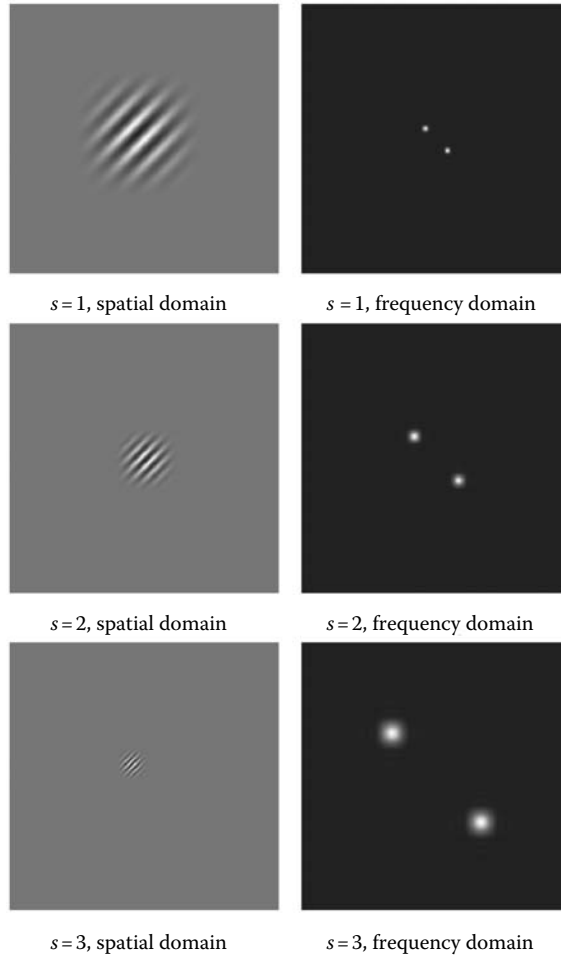 s = 1, spatial domain
s = 1, frequency domain
s = 2, spatial domain
s = 2, frequency domain
s = 3, spatial domain
s = 3, frequency domain